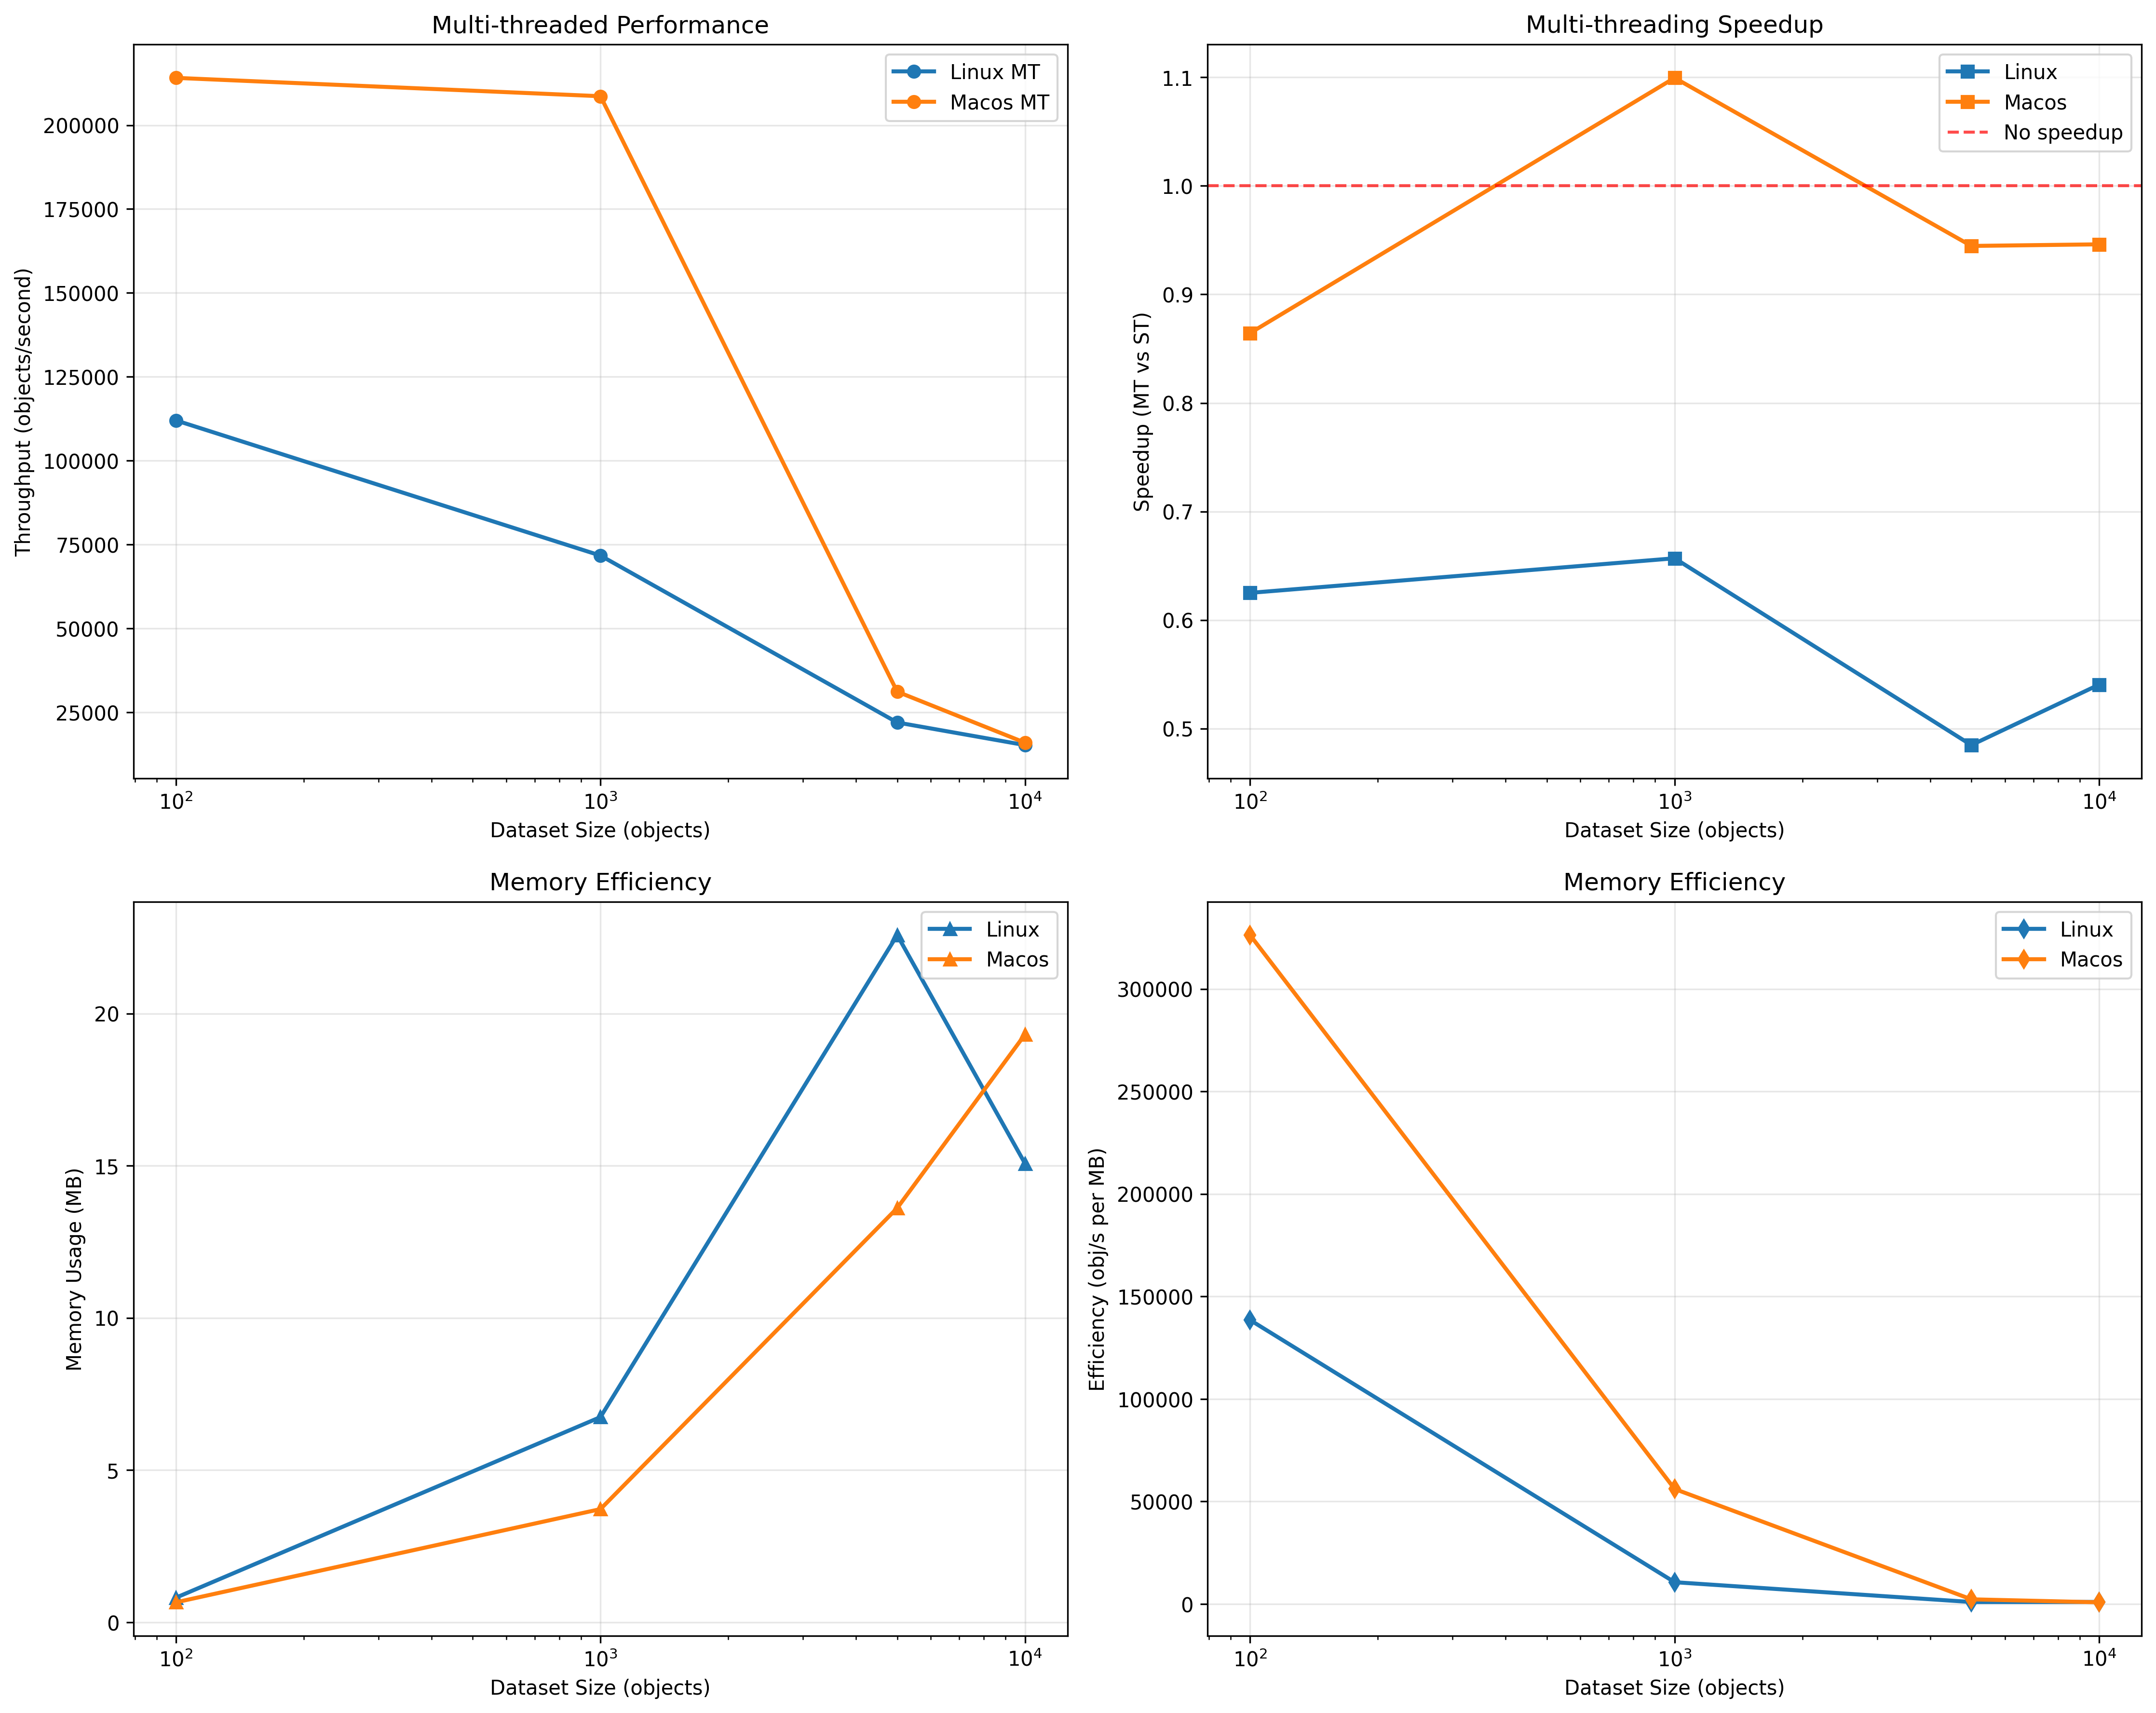 Multi-threaded Performance
Throughput (objects/second)
200000
175000
150000
125000
100000
75000
50000
25000
10²
10³
10⁴
Dataset Size (objects)
Linux MT
Macos MT
Multi-threading Speedup
Speedup (MT vs ST)
1.1
1.0
0.9
0.8
0.7
0.6
0.5
10²
10³
10⁴
Dataset Size (objects)
Linux
Macos
No speedup
Memory Efficiency
Memory Usage (MB)
20
15
10
5
0
10²
10³
10⁴
Dataset Size (objects)
Linux
Macos
Memory Efficiency
Efficiency (obj/s per MB)
300000
250000
200000
150000
100000
50000
0
10²
10³
10⁴
Dataset Size (objects)
Linux
Macos